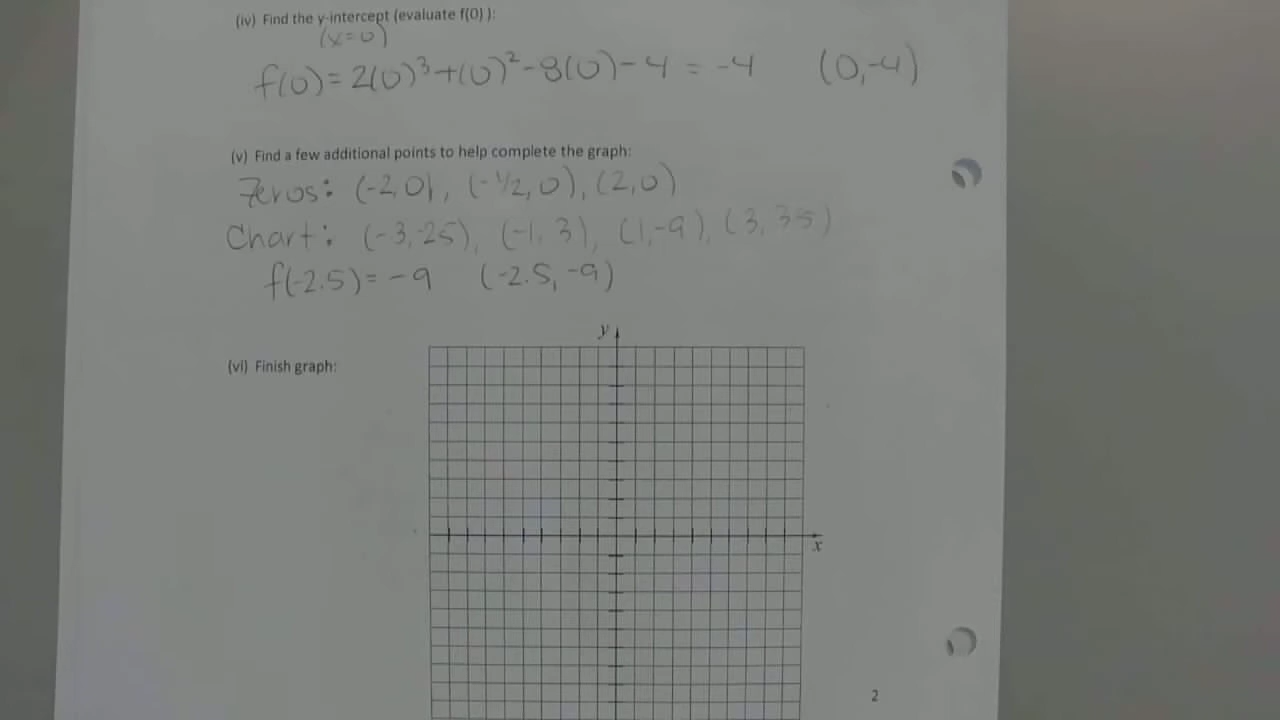 (iv) Find the y-intercept (evaluate f(0) ):
(x=0)
f(0) = 2(0)³+(0)²-8(0)-4 = -4 (0,-4)
(v) Find a few additional points to help complete the graph:
Zeros: (-2,0), (-1/2,0), (2,0)
Chart: (-3,-25), (-1,3), (1,-9), (3,35)
f(-2.5) = -9 (-2.5,-9)
y
(vi) Finish graph:
x
2